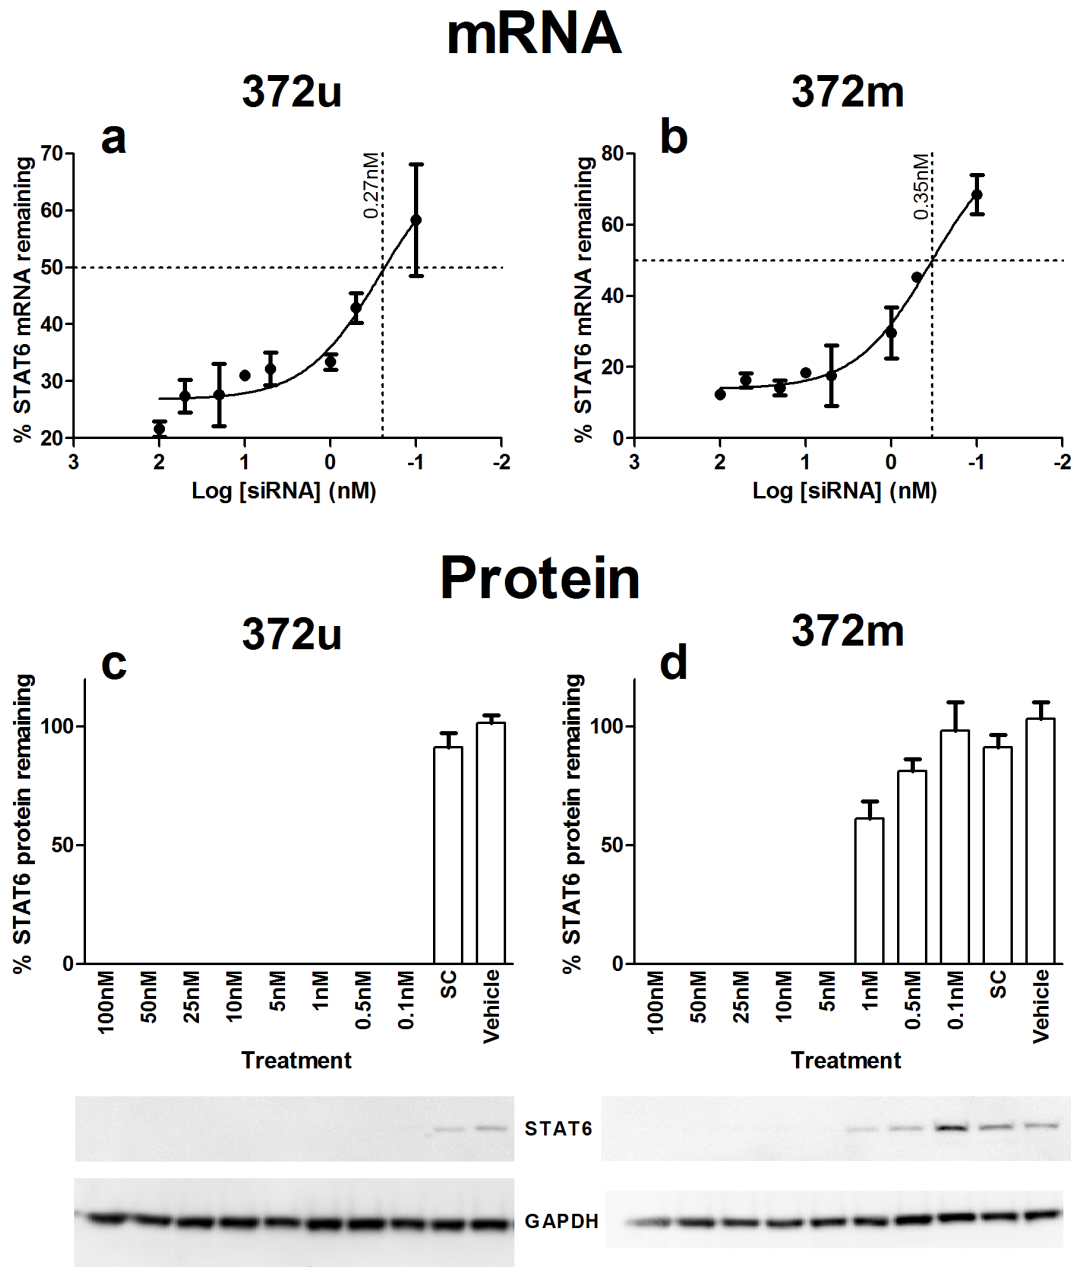 mRNA
372u
372m
a
b
% STAT6 mRNA remaining
70
60
50
40
30
20
0.27nM
3
2
1
0
-1
-2
Log [siRNA] (nM)
% STAT6 mRNA remaining
80
60
40
20
0
0.35nM
3
2
1
0
-1
-2
Log [siRNA] (nM)
Protein
372u
372m
c
d
% STAT6 protein remaining
100
50
0
100nM
50nM
25nM
10nM
5nM
1nM
0.5nM
0.1nM
SC
Vehicle
Treatment
% STAT6 protein remaining
100
50
0
100nM
50nM
25nM
10nM
5nM
1nM
0.5nM
0.1nM
SC
Vehicle
Treatment
STAT6
GAPDH